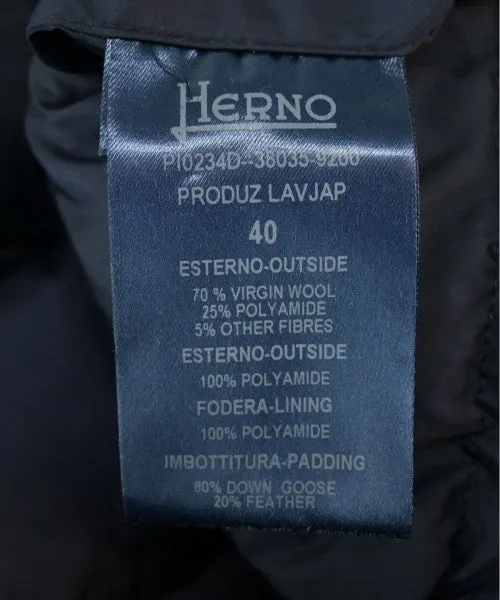 HERNO
PI0234D--38035-9200
PRODUZ LAVJAP
40
ESTERNO-OUTSIDE
70 % VIRGIN WOOL
25% POLYAMIDE
5% OTHER FIBRES
ESTERNO-OUTSIDE
100% POLYAMIDE
FODERA-LINING
100% POLYAMIDE
IMBOTTITURA-PADDING
80% DOWN GOOSE
20% FEATHER